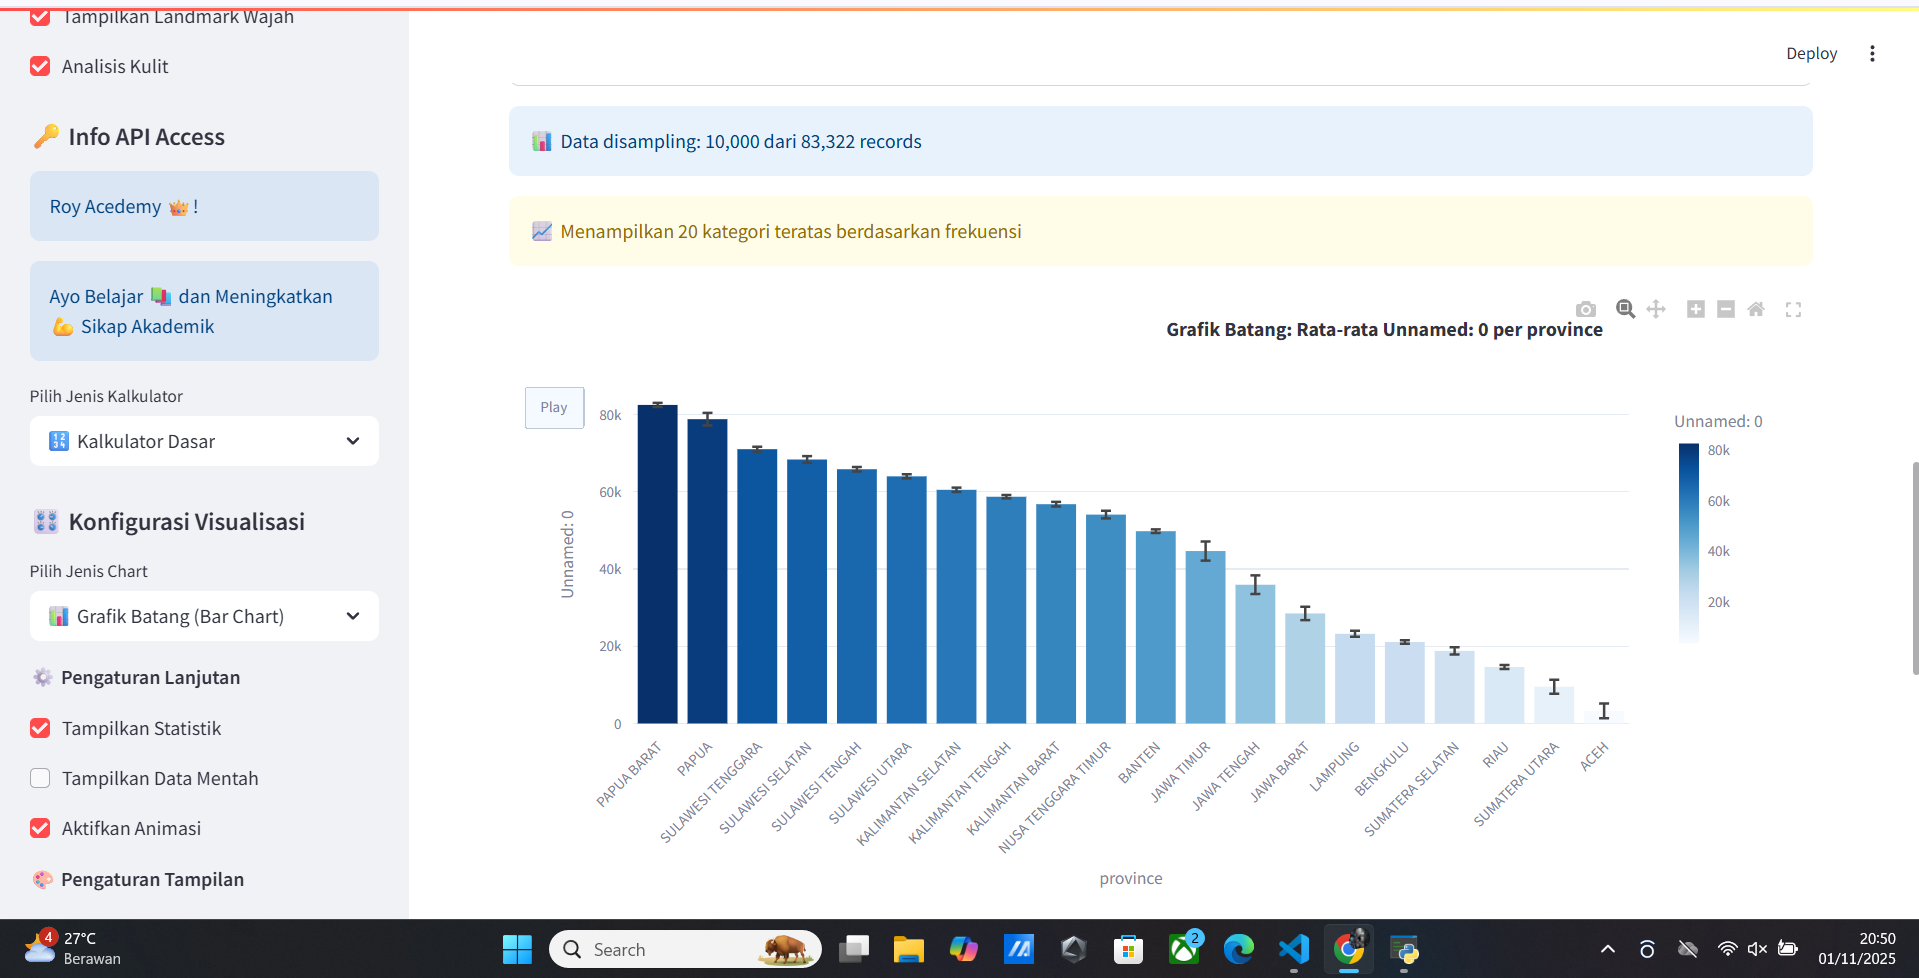 Tampilkan Landmark Wajah
Analisis Kulit
Info API Access
Roy Acedemy 👑 !
Ayo Belajar 📚 dan Meningkatkan
💪 Sikap Akademik
Pilih Jenis Kalkulator
🔢 Kalkulator Dasar
🎛️ Konfigurasi Visualisasi
Pilih Jenis Chart
📊 Grafik Batang (Bar Chart)
⚙️ Pengaturan Lanjutan
Tampilkan Statistik
Tampilkan Data Mentah
Aktifkan Animasi
🎨 Pengaturan Tampilan
Deploy
📊 Data disampling: 10,000 dari 83,322 records
📈 Menampilkan 20 kategori teratas berdasarkan frekuensi
Grafik Batang: Rata-rata Unnamed: 0 per province
Play
Unnamed: 0
80k
60k
40k
20k
0
PAPUA BARAT
PAPUA
SULAWESI TENGGARA
SULAWESI SELATAN
SULAWESI TENGAH
SULAWESI UTARA
KALIMANTAN SELATAN
KALIMANTAN TENGAH
KALIMANTAN BARAT
NUSA TENGGARA TIMUR
BANTEN
JAWA TIMUR
JAWA TENGAH
JAWA BARAT
LAMPUNG
BENGKULU
SUMATERA SELATAN
RIAU
SUMATERA UTARA
ACEH
province
Unnamed: 0
80k
60k
40k
20k
4
27°C
Berawan
Search
2
20:50
01/11/2025